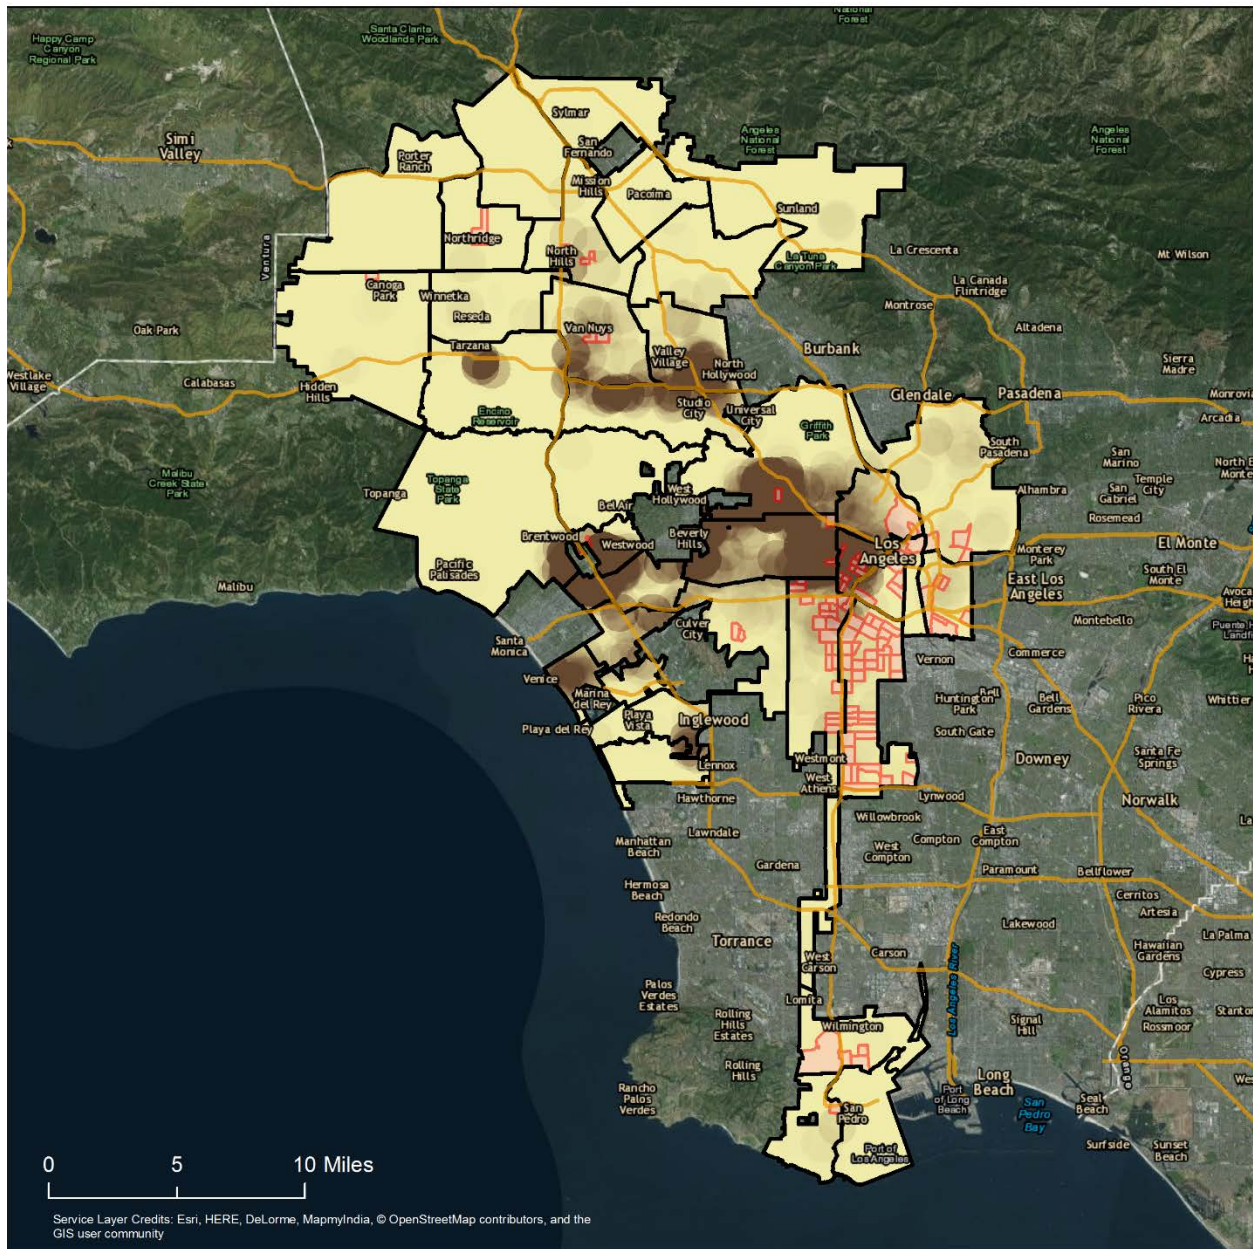 National
Forest
Santa Clarita
Woodlands Park
Happy Camp
Canyon
Regional Park
Sylmar
Simi
Valley
San
Fernando
Angeles
National
Forest
Angeles
National
Forest
Porter
Ranch
Mission
Hills
Pacoima
Sunland
Northridge
North
Hills
La Crescenta
Mt Wilson
La Tuna
Canyon Park
Ventura
La Canada
Flintridge
Canoga
Park
Winnetka
Montrose
Reseda
Oak Park
Van Nuys
Altadena
Tarzana
Valley
Village
Burbank
North
Hollywood
Sierra
Madre
Westlake
Village
Calabasas
Hidden
Hills
Glendale
Pasadena
Monrovia
Studio
City
Universal
City
Arcadia
Encino
Reservoir
Griffith
Park
South
Pasadena
San
Marino
North E
Monte
Malibu
Creek State
Park
Topanga
Topanga
State
Park
West
Hollywood
Alhambra
San
Gabriel
Temple
City
Bel Air
Rosemead
Brentwood
Westwood
Beverly
Hills
Los
Angeles
El Monte
Monterey
Park
Pacific
Palisades
South El
Monte
Malibu
East Los
Angeles
Avoca
Heig
Montebello
Culver
City
Puente H
Landf
Santa
Monica
Vernon
Commerce
Venice
Marina
del Rey
Huntington
Park
Bell
Bell
Gardens
Pico
Rivera
Whittier
Playa del Rey
Playa
Vista
Inglewood
South Gate
Lennox
Westmont
Downey
Santa Fe
Springs
West
Athens
Hawthorne
Lynwood
Norwalk
Willowbrook
Lawndale
Manhattan
Beach
West
Compton
Compton
East
Compton
Gardena
Paramount
Bellflower
Hermosa
Beach
Cerritos
Artesia
Redondo
Beach
Lakewood
La Palma
Torrance
Hawaiian
Gardens
West
Carson
Carson
Cypress
Palos
Verdes
Estates
Los Angeles River
Lomita
Los
Alamitos
Stanton
Rolling
Hills
Estates
Wilmington
Signal
Hill
Rossmoor
Orange
Rolling
Hills
Long
Beach
Rancho
Palos
Verdes
Port
of Long
Beach
Seal
Beach
San
Pedro
San
Pedro
Bay
Surfside
Sunset
Beach
Port of
Los Angeles
0 5 10 Miles
Service Layer Credits: Esri, HERE, DeLorme, MapmyIndia, © OpenStreetMap contributors, and the
GIS user community